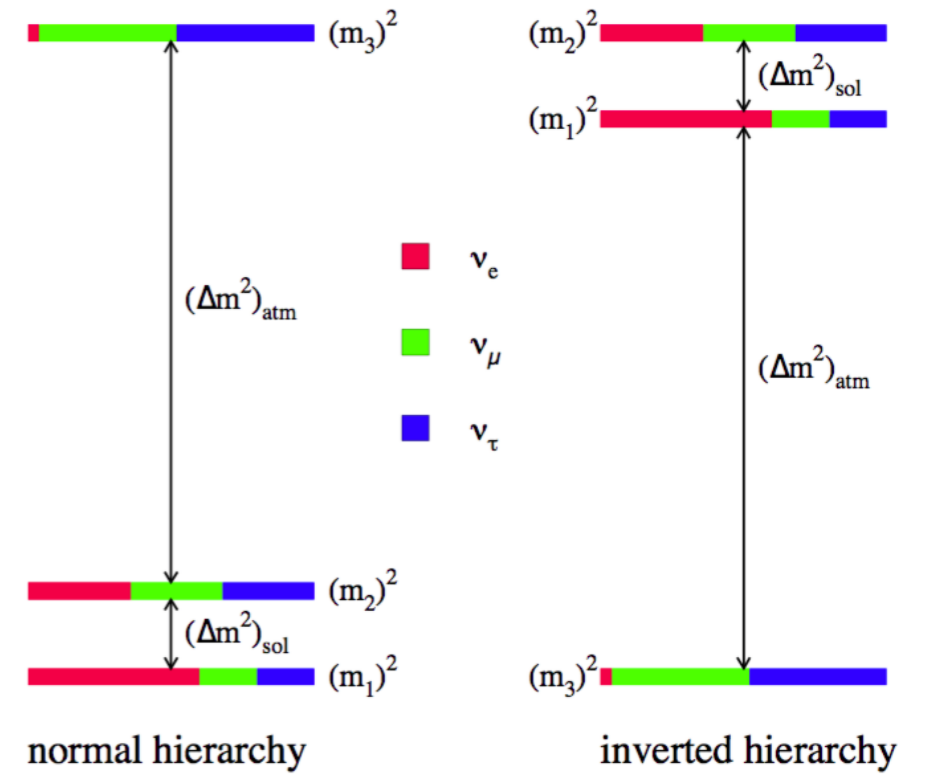 (m₃)²
(m₂)²
(Δm²)sol
(m₁)²
νe
(Δm²)atm
νμ
(Δm²)atm
ντ
(m₂)²
(Δm²)sol
(m₁)²
(m₃)²
normal hierarchy
inverted hierarchy